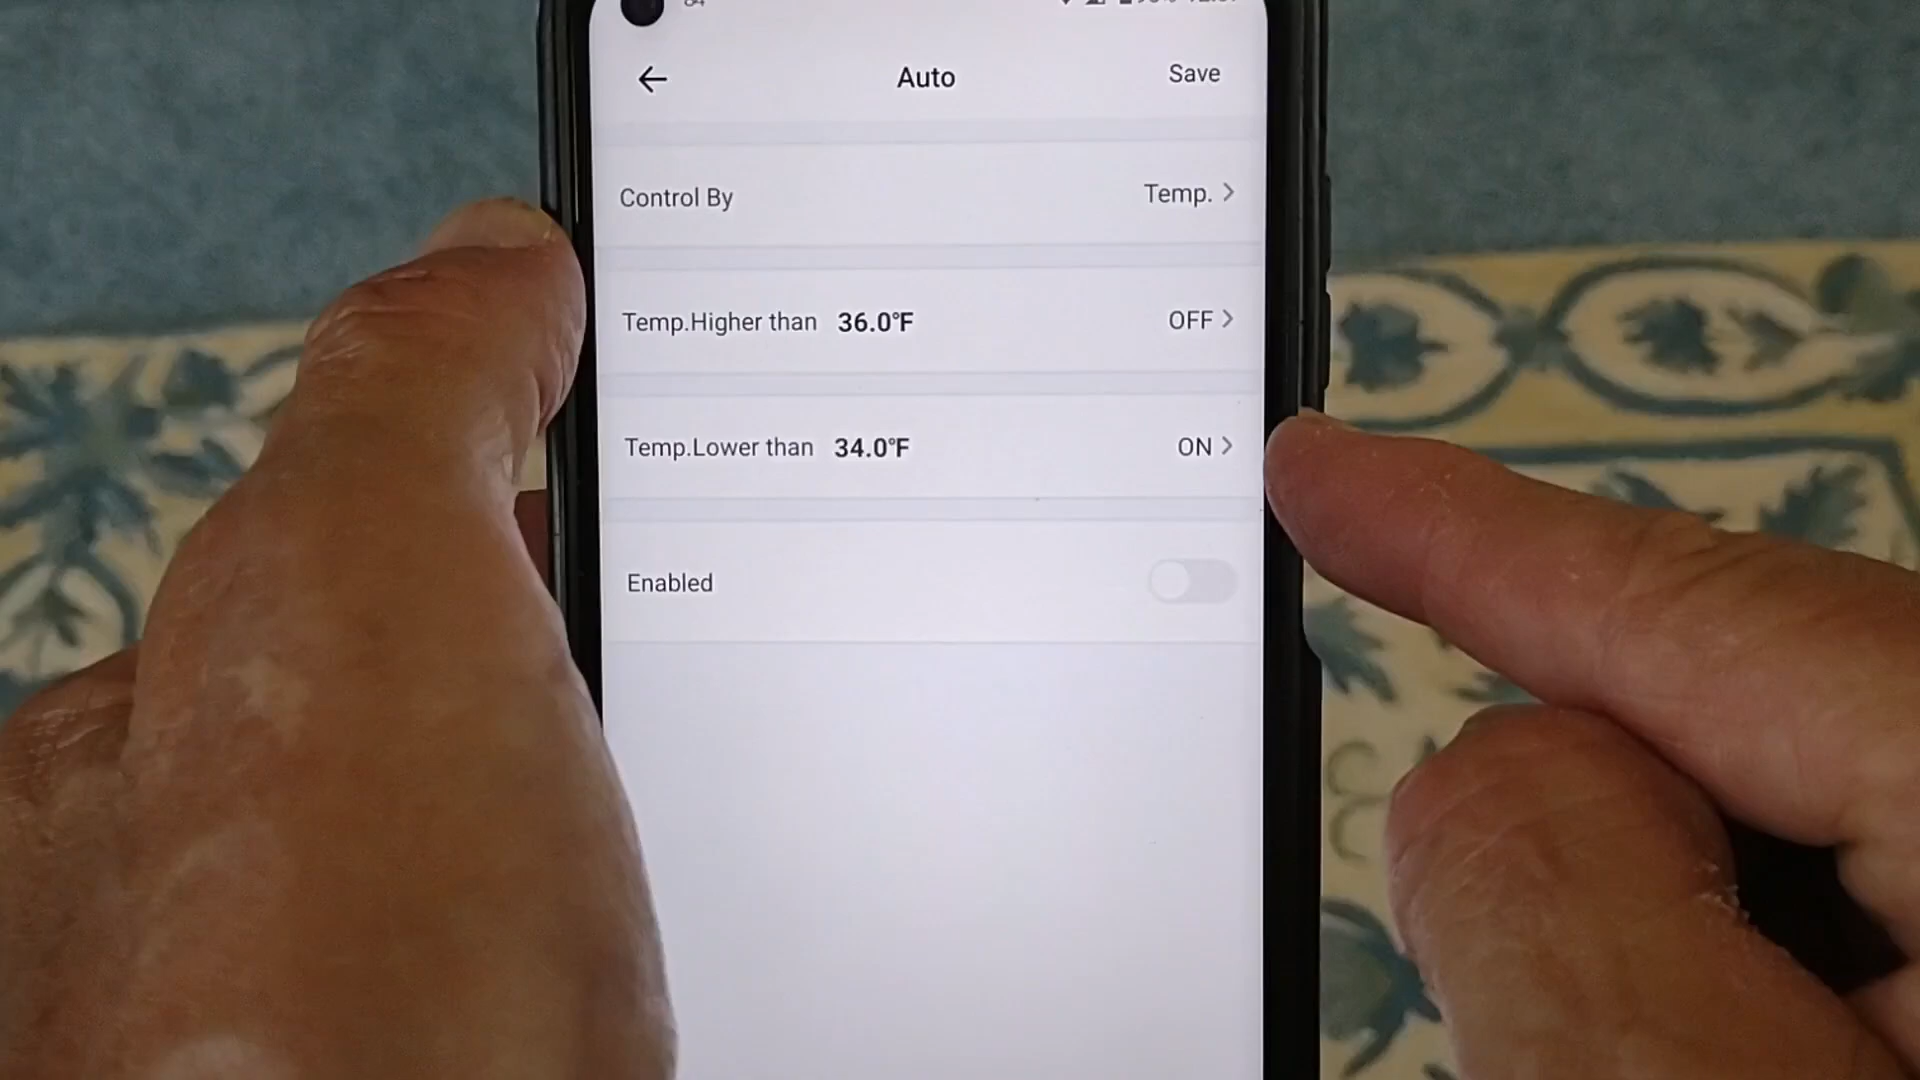 Auto
Save
Control By
Temp.
Temp.Higher than 36.0°F
OFF
Temp.Lower than 34.0°F
ON
Enabled